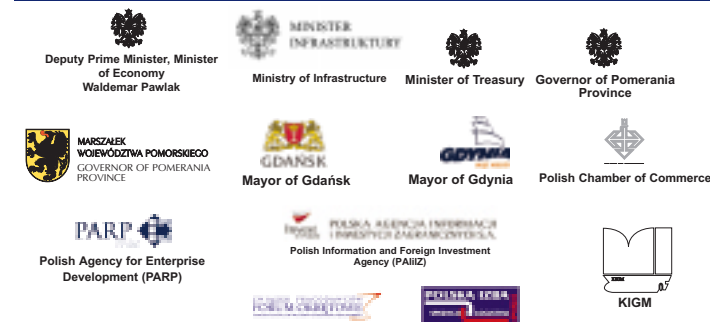 MINISTER
INFRASTRUKTURY
Deputy Prime Minister, Minister
of Economy
Waldemar Pawlak
Ministry of Infrastructure
Minister of Treasury
Governor of Pomerania
Province
MARSZAŁEK
WOJEWÓDZTWA POMORSKIEGO
GOVERNOR OF POMERANIA
PROVINCE
GDAŃSK
Mayor of Gdańsk
GDYNIA
Mayor of Gdynia
Polish Chamber of Commerce
PARP
Polish Agency for Enterprise
Development (PARP)
POLSKA AGENCJA INFORMACJI
I INWESTYCJI ZAGRANICZNYCH S.A.
Polish Information and Foreign Investment
Agency (PAIiIZ)
KIGM
KIGM
FORUM OKRĘTOWE
POLSKA IZBA